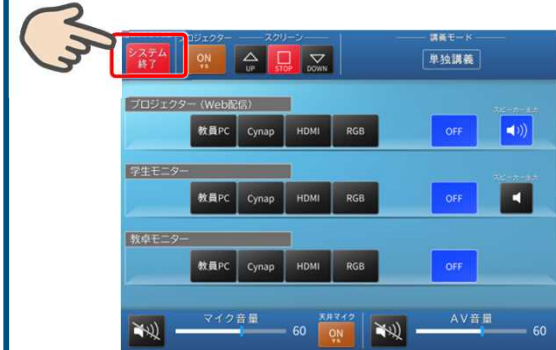 プロジェクター スクリーン 講義モード
システム
終了
ON
する
UP STOP DOWN
単独講義
プロジェクター (Web配信)
スピーカー出力
教員PC Cynap HDMI RGB OFF
学生モニター
スピーカー出力
教員PC Cynap HDMI RGB OFF
教卓モニター
教員PC Cynap HDMI RGB OFF
マイク音量 60
天井マイク
ON
AV音量 60